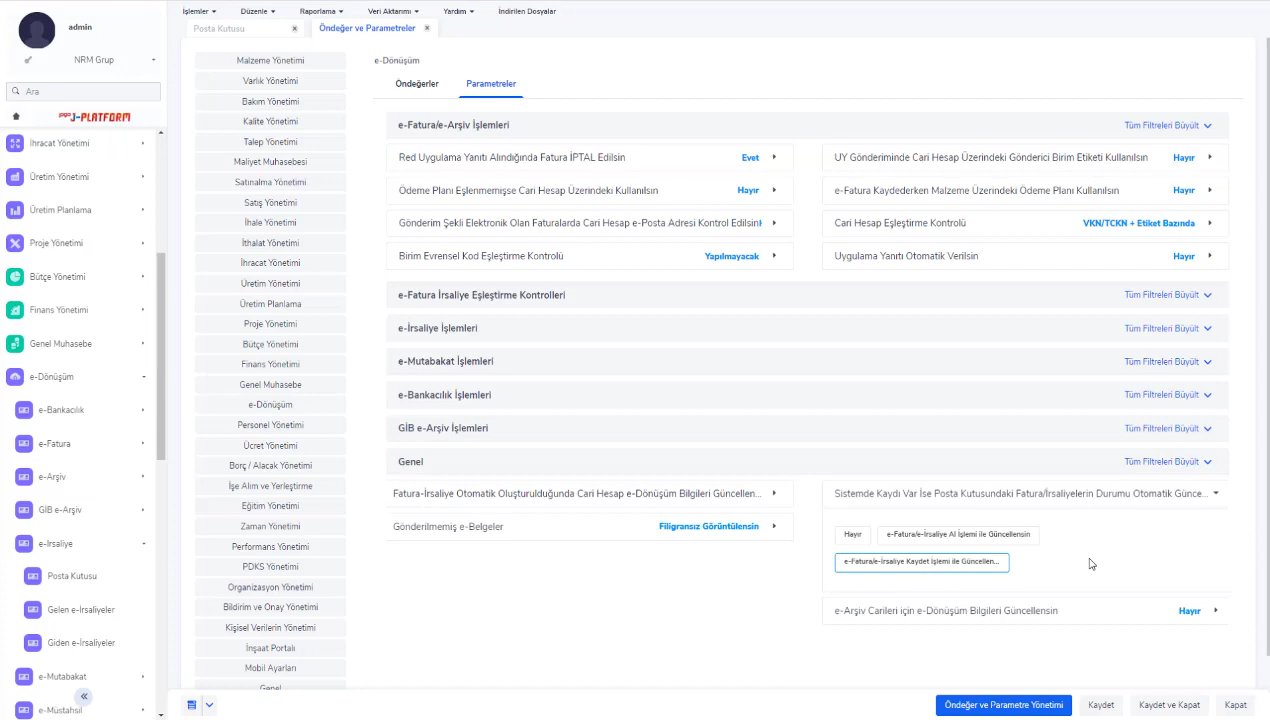 admin
NRM Grup
Ara
logo J-PLATFORM
İhracat Yönetimi
Üretim Yönetimi
Üretim Planlama
Proje Yönetimi
Bütçe Yönetimi
Finans Yönetimi
Genel Muhasebe
e-Dönüşüm
e-Bankacılık
e-Fatura
e-Arşiv
GİB e-Arşiv
e-İrsaliye
Posta Kutusu
Gelen e-İrsaliyeler
Giden e-İrsaliyeler
e-Mutabakat
e-Müstahsil
İşlemler
Düzenle
Raporlama
Veri Aktarımı
Yardım
İndirilen Dosyalar
Posta Kutusu
Öndeğer ve Parametreler
Malzeme Yönetimi
Varlık Yönetimi
Bakım Yönetimi
Kalite Yönetimi
Talep Yönetimi
Maliyet Muhasebesi
Satınalma Yönetimi
Satış Yönetimi
İhale Yönetimi
İthalat Yönetimi
İhracat Yönetimi
Üretim Yönetimi
Üretim Planlama
Proje Yönetimi
Bütçe Yönetimi
Finans Yönetimi
Genel Muhasebe
e-Dönüşüm
Personel Yönetimi
Ücret Yönetimi
Borç / Alacak Yönetimi
İşe Alım ve Yerleştirme
Eğitim Yönetimi
Zaman Yönetimi
Performans Yönetimi
PDKS Yönetimi
Organizasyon Yönetimi
Bildirim ve Onay Yönetimi
Kişisel Verilerin Yönetimi
İnşaat Portalı
Mobil Ayarları
Genel
e-Dönüşüm
Öndeğerler
Parametreler
e-Fatura/e-Arşiv İşlemleri
Tüm Filtreleri Büyült
Red Uygulama Yanıtı Alındığında Fatura İPTAL Edilsin
Evet
UY Gönderiminde Cari Hesap Üzerindeki Gönderici Birim Etiketi Kullanılsın
Hayır
Ödeme Planı Eşlenmemişse Cari Hesap Üzerindeki Kullanılsın
Hayır
e-Fatura Kaydederken Malzeme Üzerindeki Ödeme Planı Kullanılsın
Hayır
Gönderim Şekli Elektronik Olan Faturalarda Cari Hesap e-Posta Adresi Kontrol Edilsin
Cari Hesap Eşleştirme Kontrolü
VKN/TCKN + Etiket Bazında
Birim Evrensel Kod Eşleştirme Kontrolü
Yapılmayacak
Uygulama Yanıtı Otomatik Verilsin
Hayır
e-Fatura İrsaliye Eşleştirme Kontrolleri
Tüm Filtreleri Büyült
e-İrsaliye İşlemleri
Tüm Filtreleri Büyült
e-Mutabakat İşlemleri
Tüm Filtreleri Büyült
e-Bankacılık İşlemleri
Tüm Filtreleri Büyült
GİB e-Arşiv İşlemleri
Tüm Filtreleri Büyült
Genel
Tüm Filtreleri Büyült
Fatura-İrsaliye Otomatik Oluşturulduğunda Cari Hesap e-Dönüşüm Bilgileri Güncellen...
Sistemde Kaydı Var İse Posta Kutusundaki Fatura/İrsaliyelerin Durumu Otomatik Günce...
Gönderilmemiş e-Belgeler
Filigransız Görüntülensin
Hayır
e-Fatura/e-İrsaliye Al İşlemi ile Güncellensin
e-Fatura/e-İrsaliye Kaydet İşlemi ile Güncellen...
e-Arşiv Carileri için e-Dönüşüm Bilgileri Güncellensin
Hayır
Öndeğer ve Parametre Yönetimi
Kaydet
Kaydet ve Kapat
Kapat